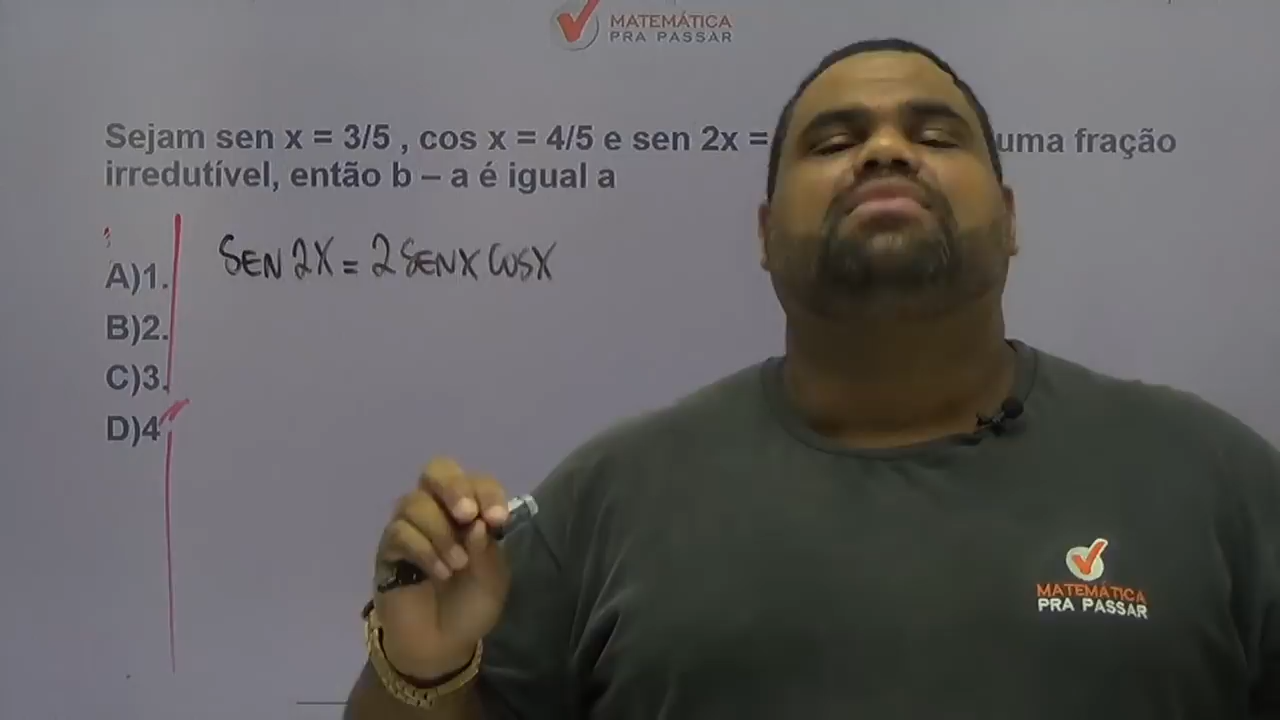 MATEMÁTICA
PRA PASSAR
Sejam sen x = 3/5 , cos x = 4/5 e sen 2x = uma fração
irredutível, então b – a é igual a
SEN 2X = 2 SENX COSX
A)1.
B)2.
C)3.
D)4
MATEMÁTICA
PRA PASSAR